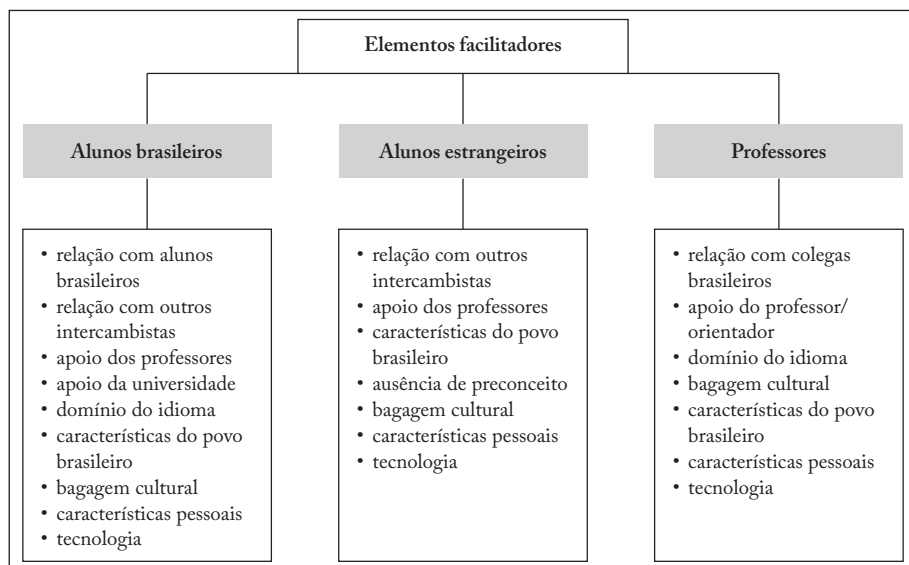 Elementos facilitadores
Alunos brasileiros
Alunos estrangeiros
Professores
• relação com alunos
brasileiros
• relação com outros
intercambistas
• apoio dos professores
• apoio da universidade
• domínio do idioma
• características do povo
brasileiro
• bagagem cultural
• características pessoais
• tecnologia
• relação com outros
intercambistas
• apoio dos professores
• características do povo
brasileiro
• ausência de preconceito
• bagagem cultural
• características pessoais
• tecnologia
• relação com colegas
brasileiros
• apoio do professor/
orientador
• domínio do idioma
• bagagem cultural
• características do povo
brasileiro
• características pessoais
• tecnologia